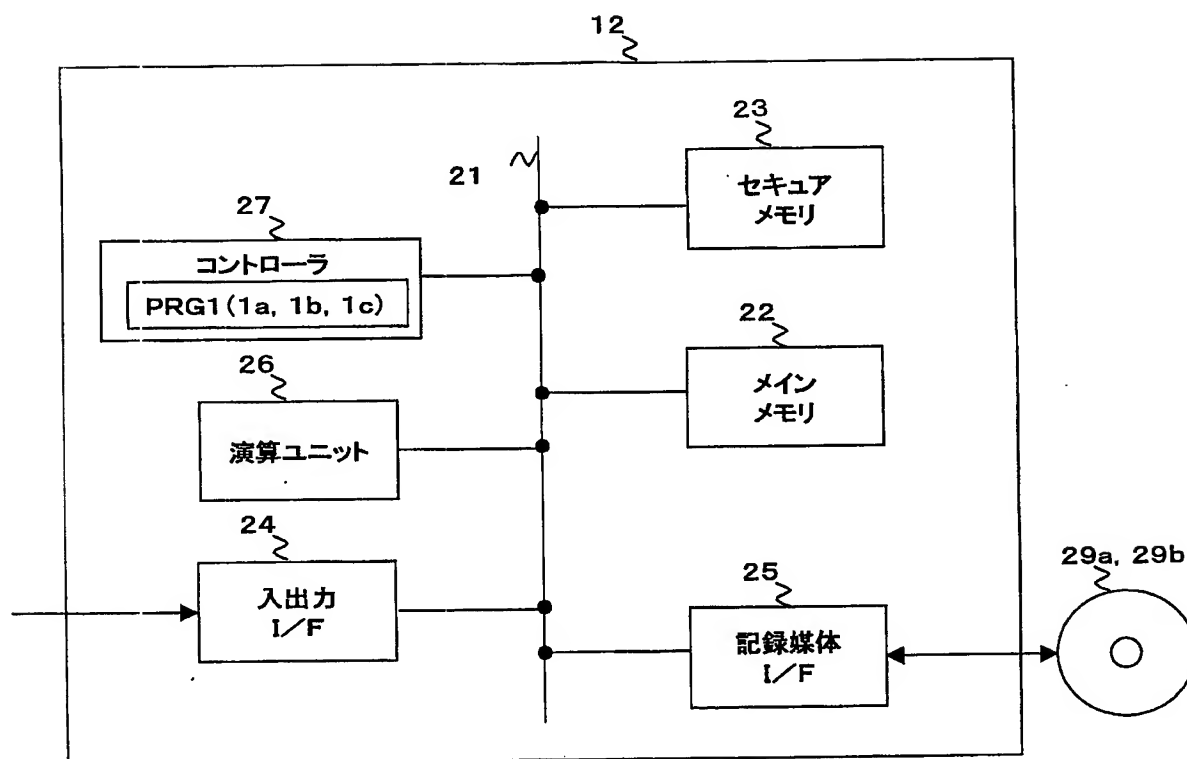 12
23
セキュア
メモリ
21
27
コントローラ
PRG1(1a, 1b, 1c)
22
メイン
メモリ
26
演算ユニット
24
入出力
I/F
25
記録媒体
I/F
29a, 29b